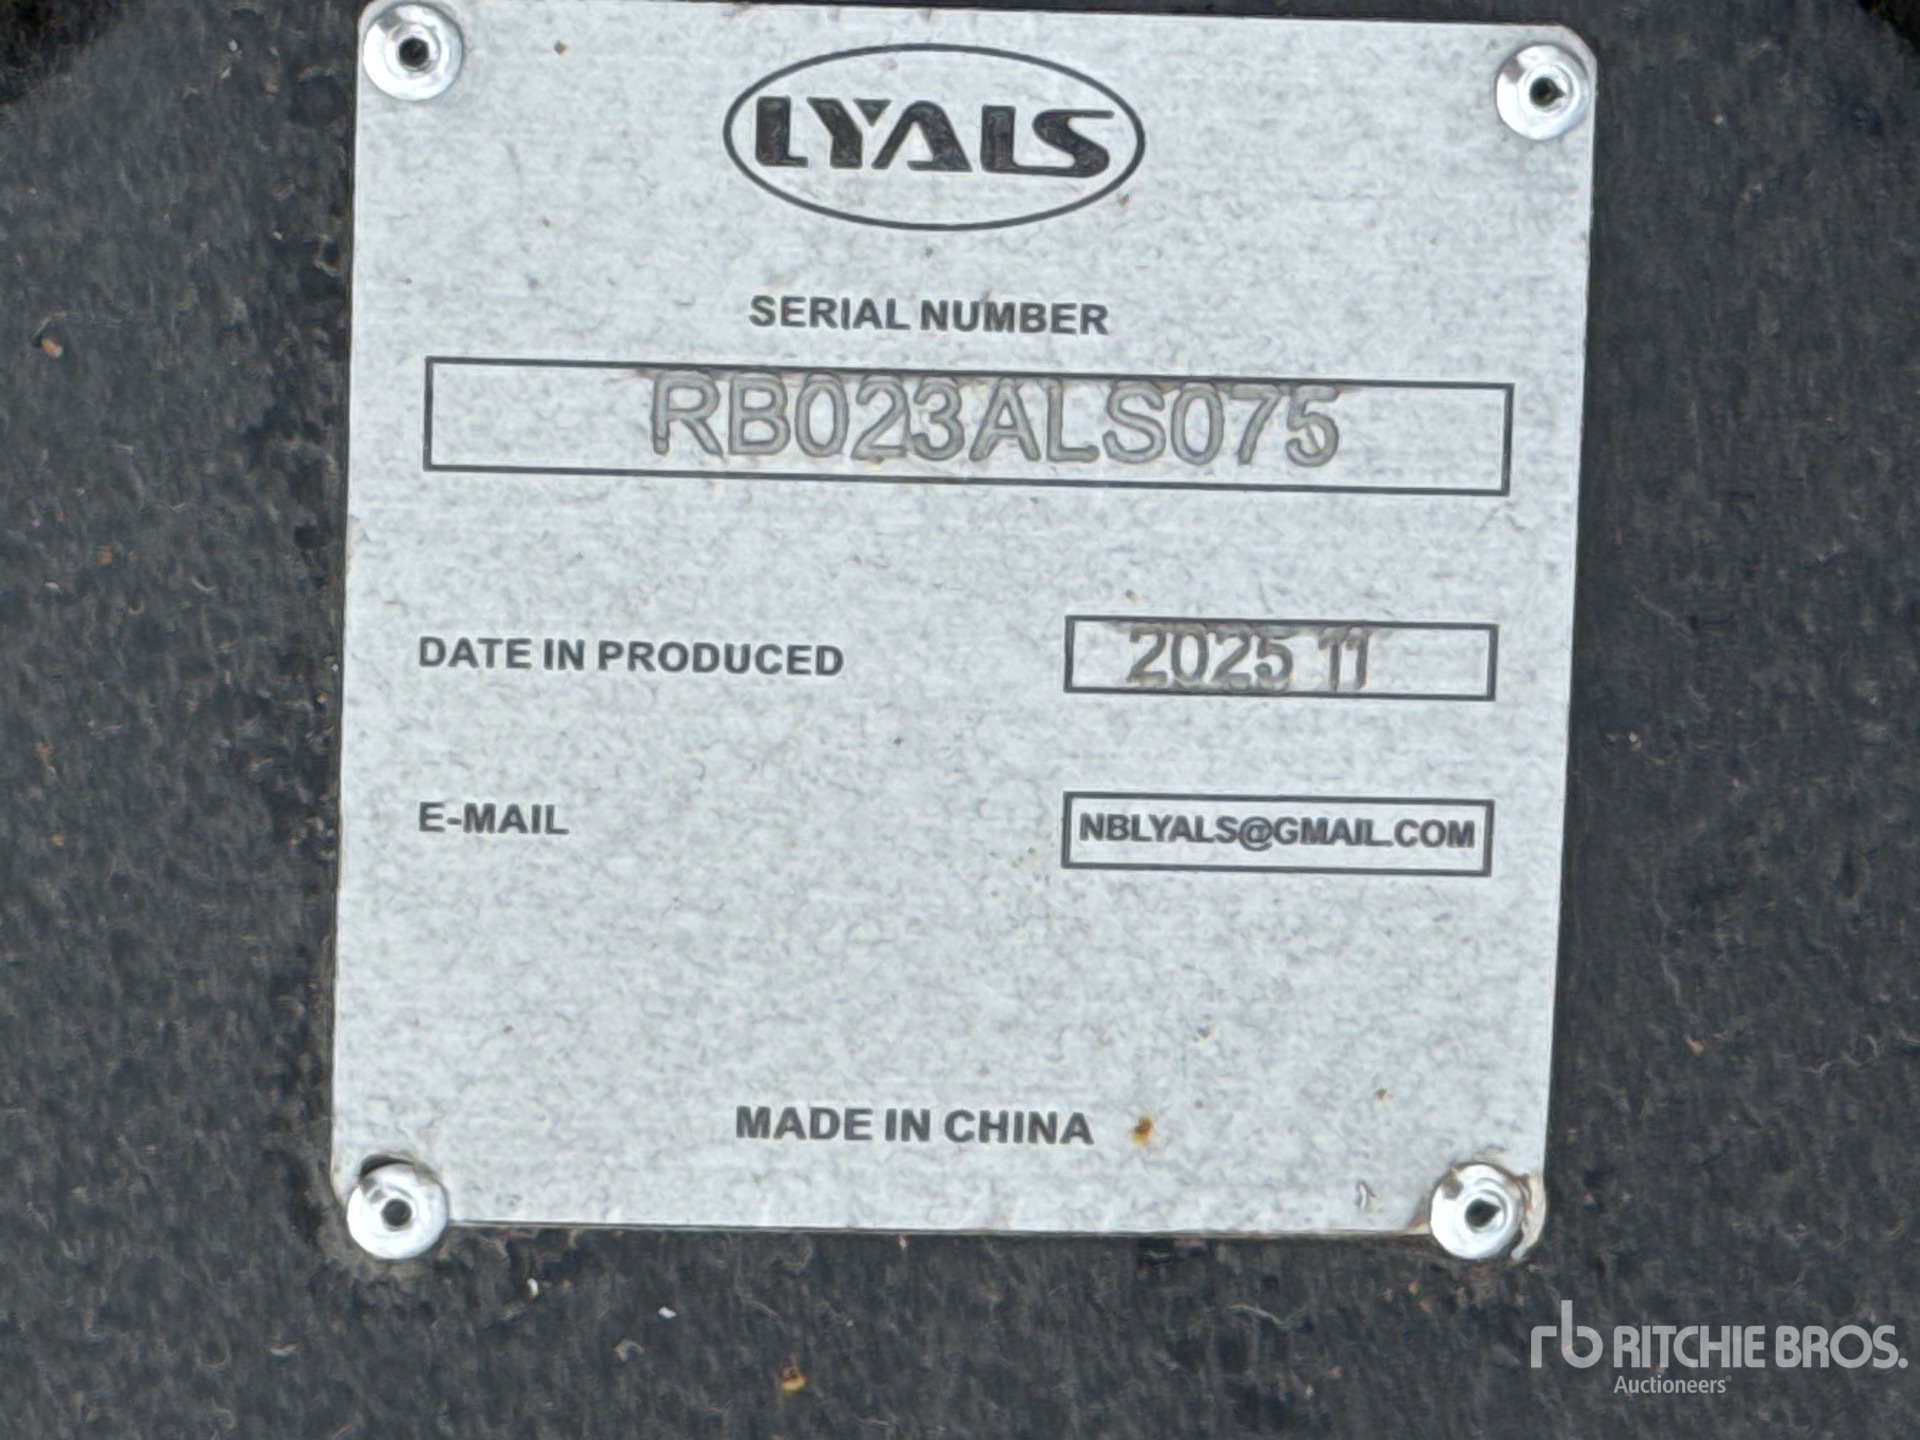 LYALS
SERIAL NUMBER
RB023ALS075
DATE IN PRODUCED
2025 11
E-MAIL
NBLYALS@GMAIL.COM
MADE IN CHINA
rb RITCHIE BROS.
Auctioneers